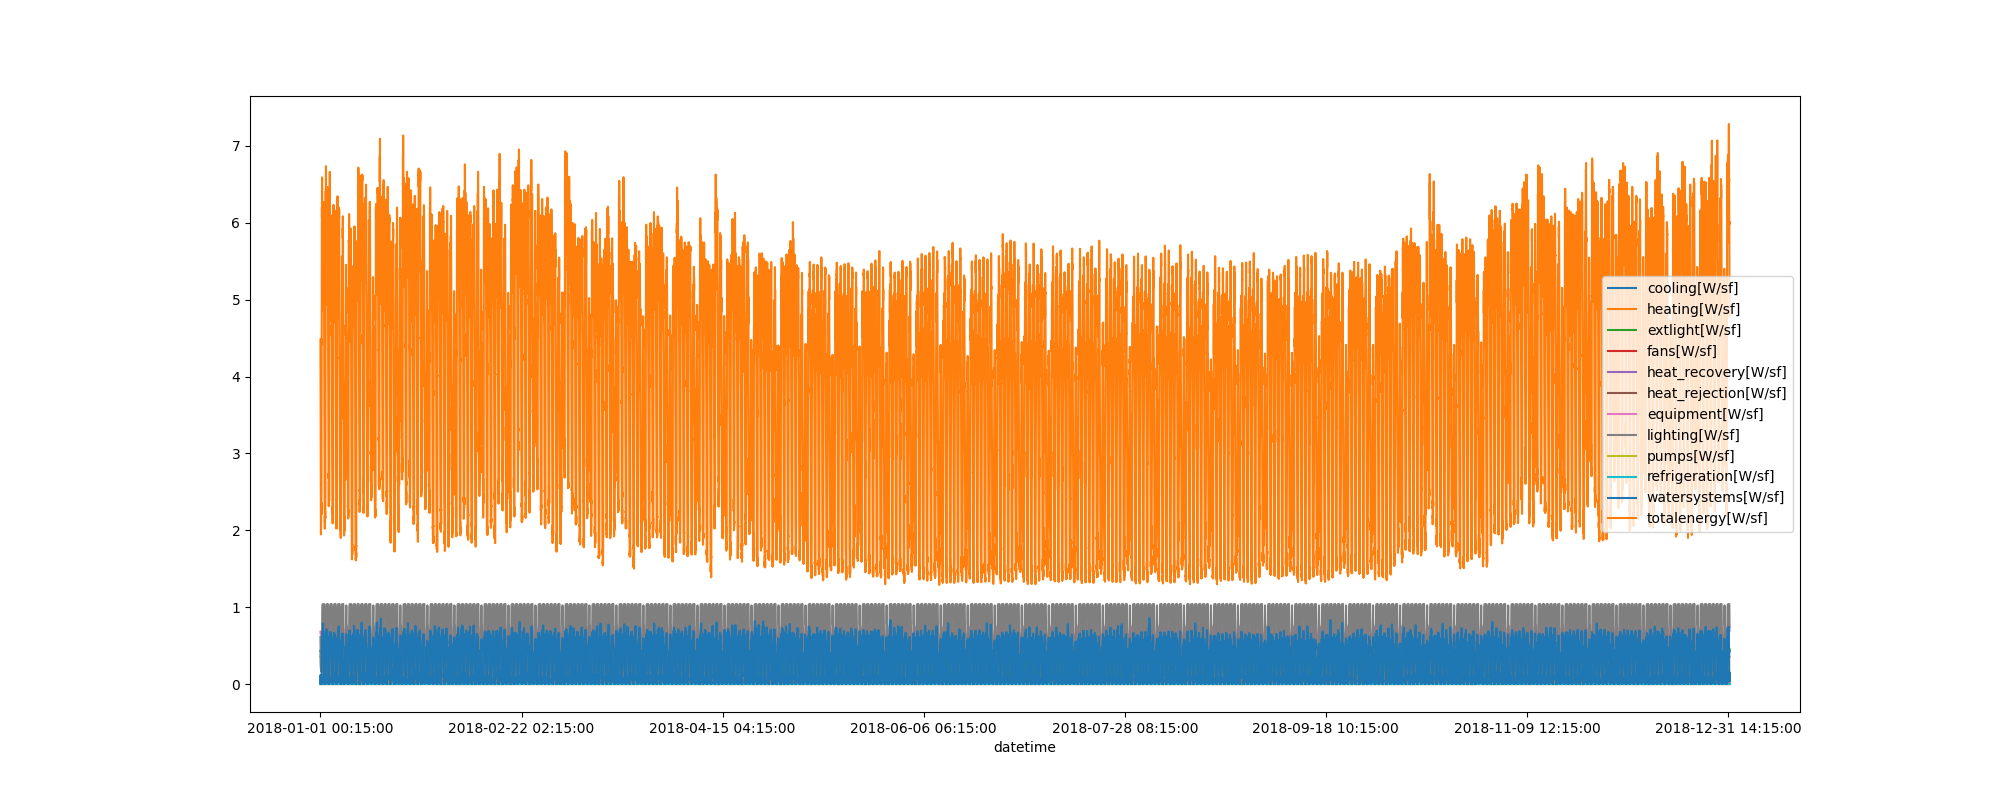 7
6
5
4
3
2
1
0
cooling[W/sf]
heating[W/sf]
extlight[W/sf]
fans[W/sf]
heat_recovery[W/sf]
heat_rejection[W/sf]
equipment[W/sf]
lighting[W/sf]
pumps[W/sf]
refrigeration[W/sf]
watersystems[W/sf]
totalenergy[W/sf]
2018-01-01 00:15:00 2018-02-22 02:15:00 2018-04-15 04:15:00 2018-06-06 06:15:00 2018-07-28 08:15:00 2018-09-18 10:15:00 2018-11-09 12:15:00 2018-12-31 14:15:00
datetime